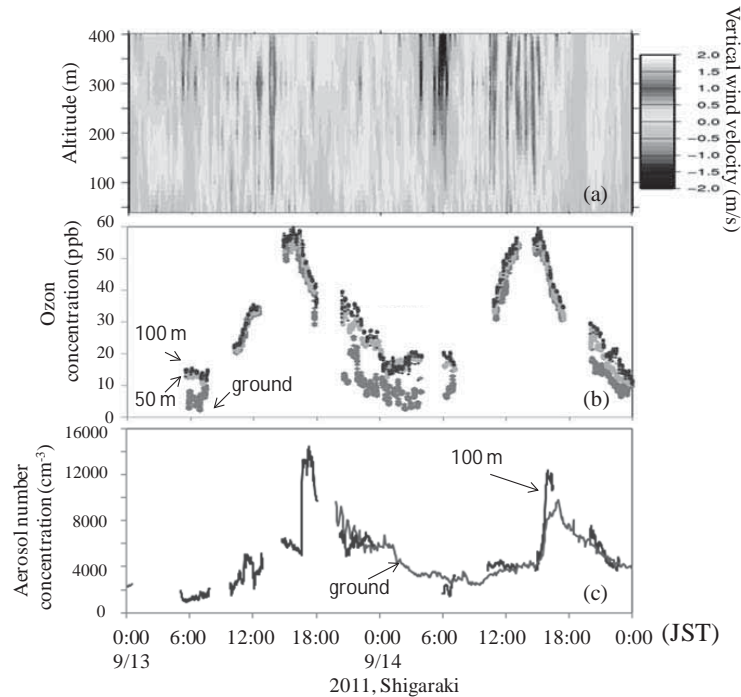 Altitude (m)
400
300
200
100
(a)
2.0
1.5
1.0
0.5
0.0
-0.5
-1.0
-1.5
-2.0
Vertical wind velocity (m/s)
Ozon
concentration (ppb)
60
50
40
30
20
10
0
100 m
50 m
ground
(b)
Aerosol number
concentration (cm-3)
16000
12000
8000
4000
0
100 m
ground
(c)
0:00 6:00 12:00 18:00 0:00 6:00 12:00 18:00 0:00 (JST)
9/13 9/14
2011, Shigaraki